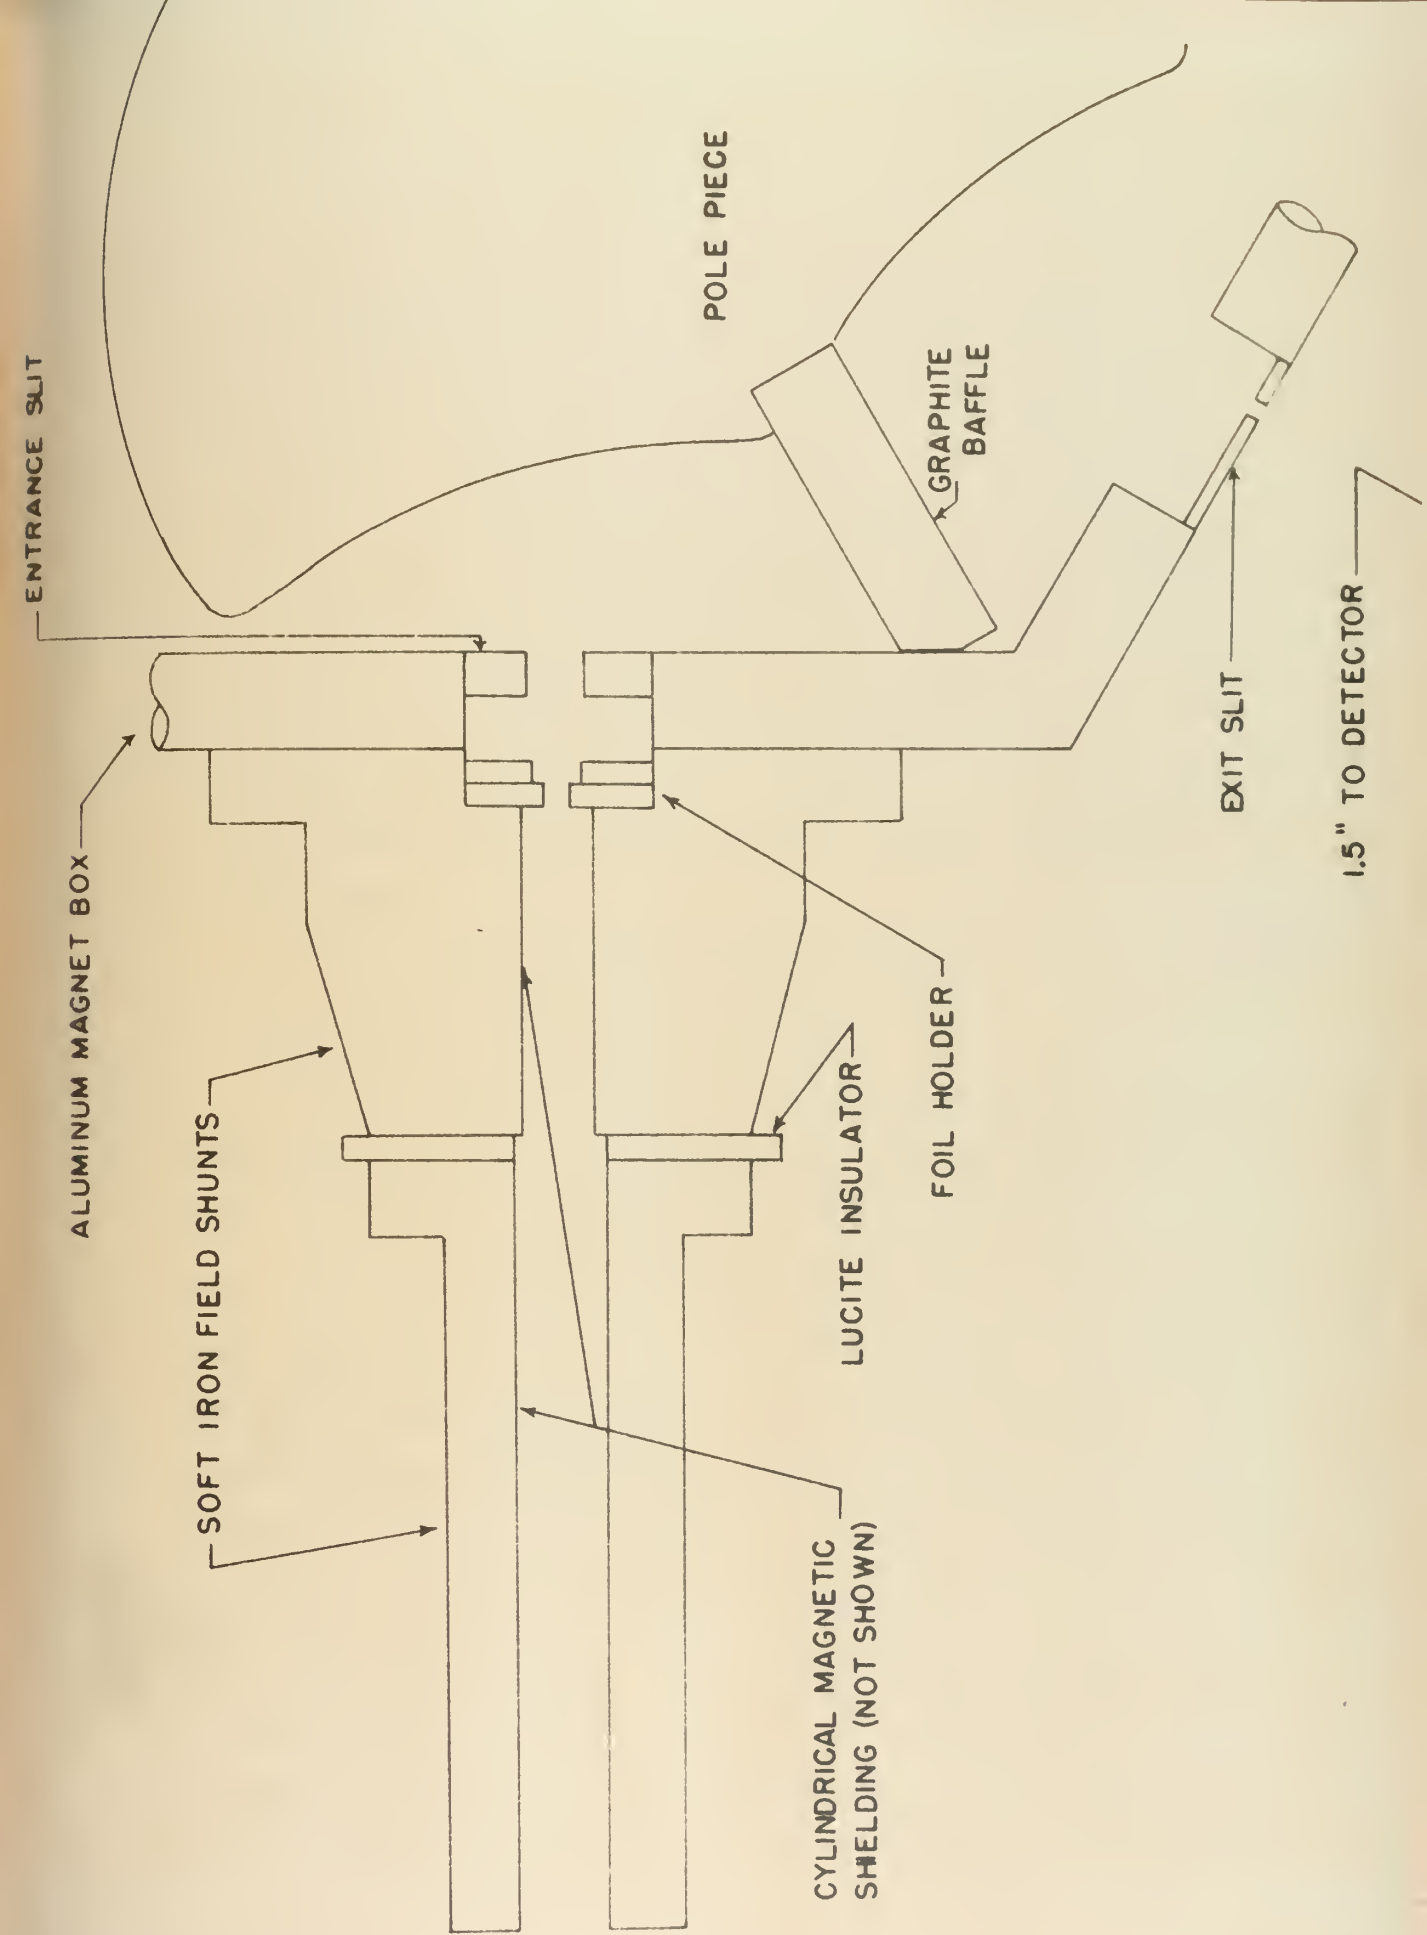 ENTRANCE SLIT
ALUMINUM MAGNET BOX
SOFT IRON FIELD SHUNTS
POLE PIECE
GRAPHITE
BAFFLE
CYLINDRICAL MAGNETIC
SHIELDING (NOT SHOWN)
LUCITE INSULATOR
FOIL HOLDER
EXIT SLIT
1.5" TO DETECTOR